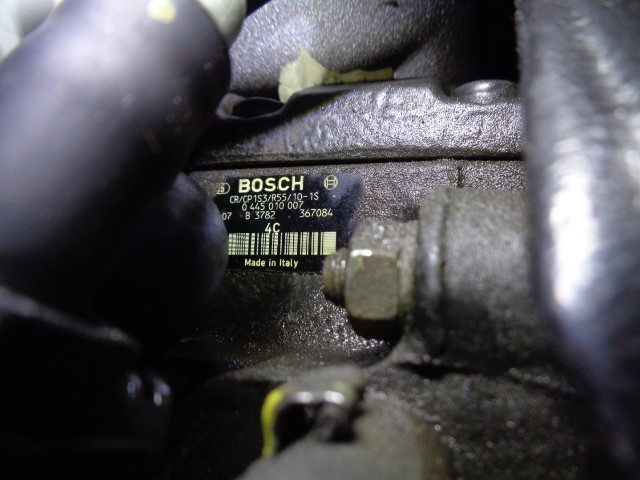 BOSCH
CR/CP1S3/R55/10-1S
0 445 010 007
07 B 3782 367084
4C
Made in Italy